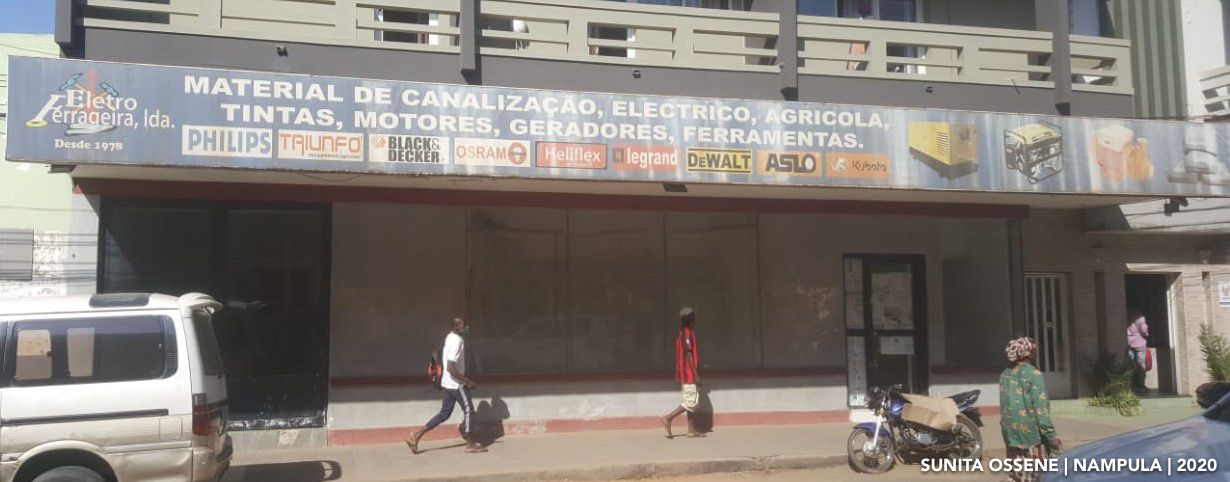 Eletro
Ferrageira, lda.
Desde 1978
MATERIAL DE CANALIZAÇÃO, ELECTRICO, AGRICOLA,
TINTAS, MOTORES, GERADORES, FERRAMENTAS.
PHILIPS TRIUNFO BLACK& DECKER. OSRAM Heliflex legrand DEWALT ASLO Kubota
SUNITA OSSENE | NAMPULA | 2020